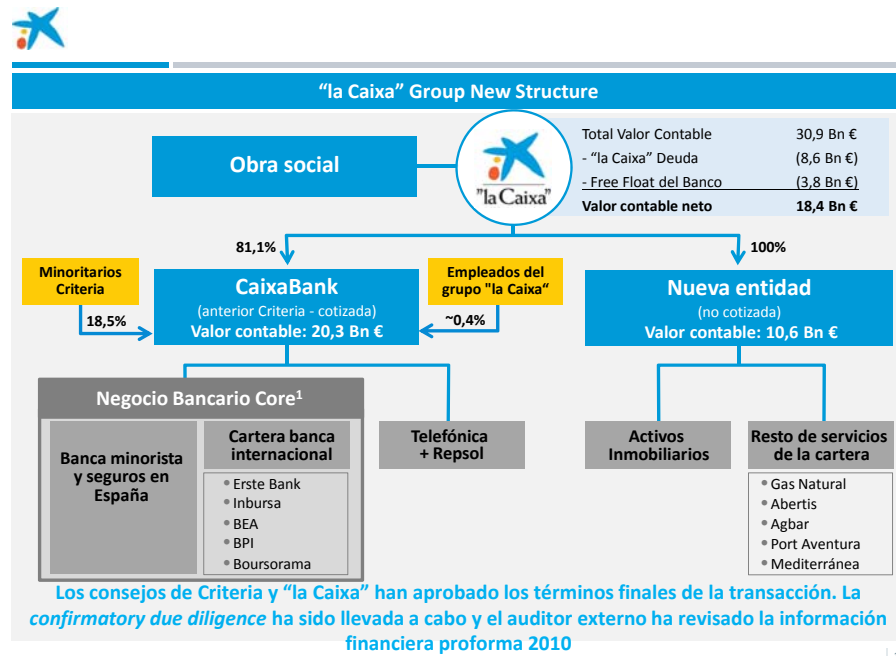 “la Caixa” Group New Structure
Obra social
"la Caixa"
Total Valor Contable 30,9 Bn €
- “la Caixa” Deuda (8,6 Bn €)
- Free Float del Banco (3,8 Bn €)
Valor contable neto 18,4 Bn €
81,1%
100%
Minoritarios
Criteria
18,5%
CaixaBank
(anterior Criteria - cotizada)
Valor contable: 20,3 Bn €
Empleados del
grupo "la Caixa“
~0,4%
Nueva entidad
(no cotizada)
Valor contable: 10,6 Bn €
Negocio Bancario Core1
Banca minorista
y seguros en
España
Cartera banca
internacional
• Erste Bank
• Inbursa
• BEA
• BPI
• Boursorama
Telefónica
+ Repsol
Activos
Inmobiliarios
Resto de servicios
de la cartera
• Gas Natural
• Abertis
• Agbar
• Port Aventura
• Mediterránea
Los consejos de Criteria y “la Caixa” han aprobado los términos finales de la transacción. La
confirmatory due diligence ha sido llevada a cabo y el auditor externo ha revisado la información
financiera proforma 2010